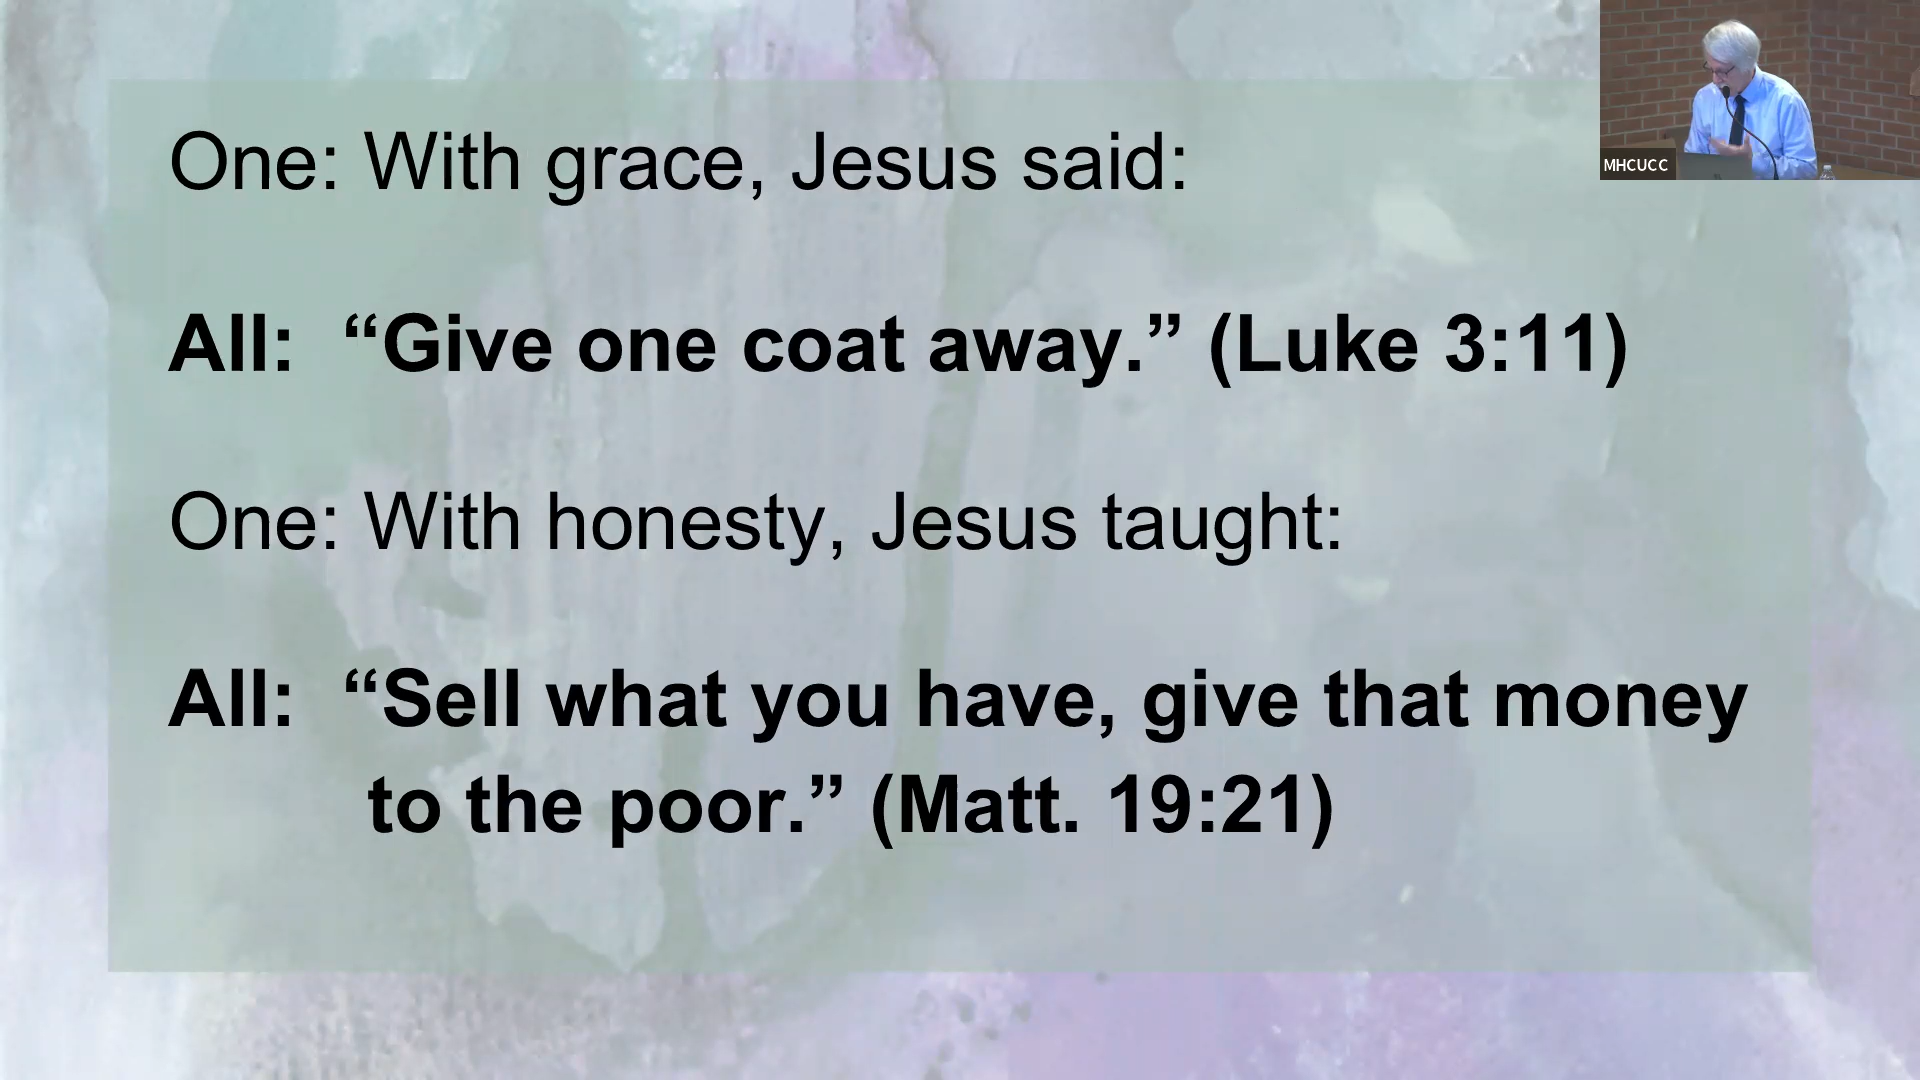 One: With grace, Jesus said:
All: “Give one coat away.” (Luke 3:11)
One: With honesty, Jesus taught:
All: “Sell what you have, give that money
to the poor.” (Matt. 19:21)
MHCUCC